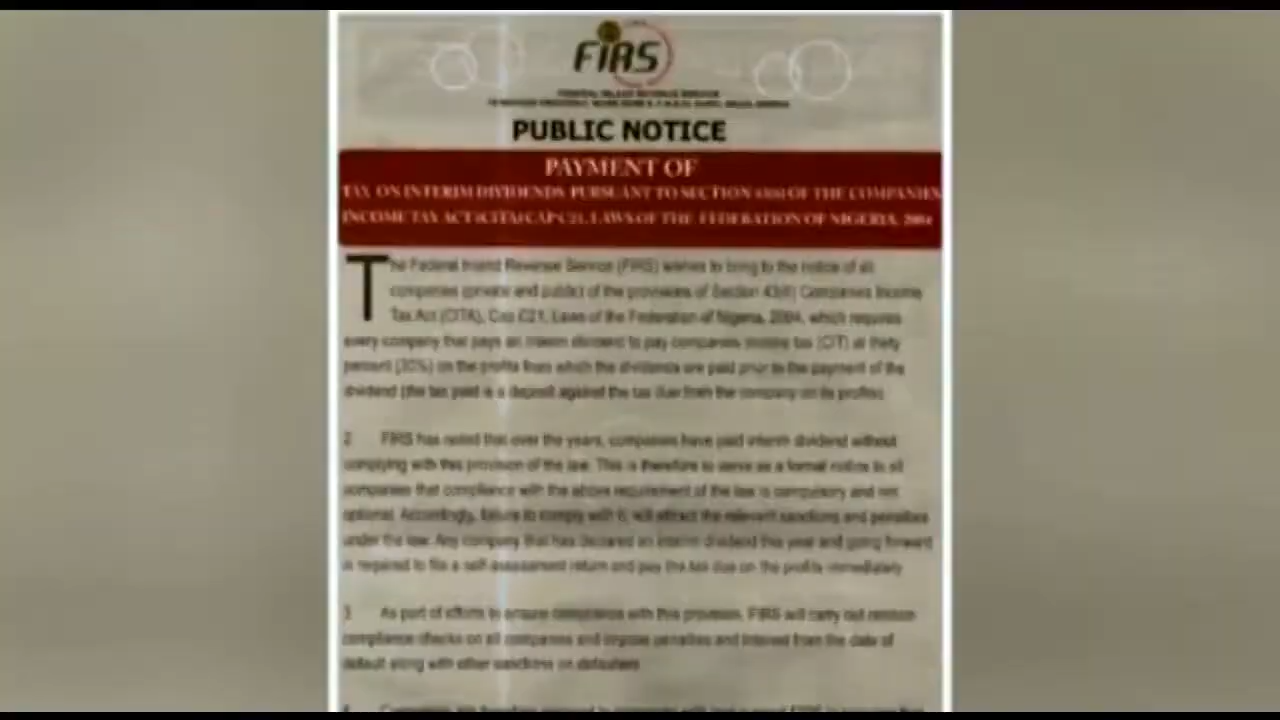 FIRS
FEDERAL INLAND REVENUE SERVICE
PUBLIC NOTICE
PAYMENT OF
TAX ON INTERIM DIVIDENDS PURSUANT TO SECTION OF THE COMPANIES
INCOME TAX ACT (CITA) CAP C21, LAWS OF THE FEDERATION OF NIGERIA, 2004
The Federal Inland Revenue Service (FIRS) wishes to bring to the notice of all
companies (private and public) of the provisions of Section Companies Income
Tax Act (CITA), Cap C21, Laws of the Federation of Nigeria, 2004, which requires
every company that pays an interim dividend to pay companies income tax (CIT) at thirty
percent (30%) on the profits from which the dividends are paid prior to the payment of the
dividend (the tax paid is a deposit against the tax due from the company on its profits)
2 FIRS has noted that over the years, companies have paid interim dividend without
complying with this provision of the law. This is therefore to serve as a formal notice to all
companies that compliance with the above requirement of the law is compulsory and not
optional. Accordingly, failure to comply with it, will attract the relevant sanctions and penalties
under the law. Any company that has declared an interim dividend this year and going forward
is required to file a self-assessment return and pay the tax due on the profits immediately
3 As part of efforts to ensure compliance with this provision, FIRS will carry out
compliance checks on all companies and impose penalties and interest from the date of
default along with other sanctions on defaulters